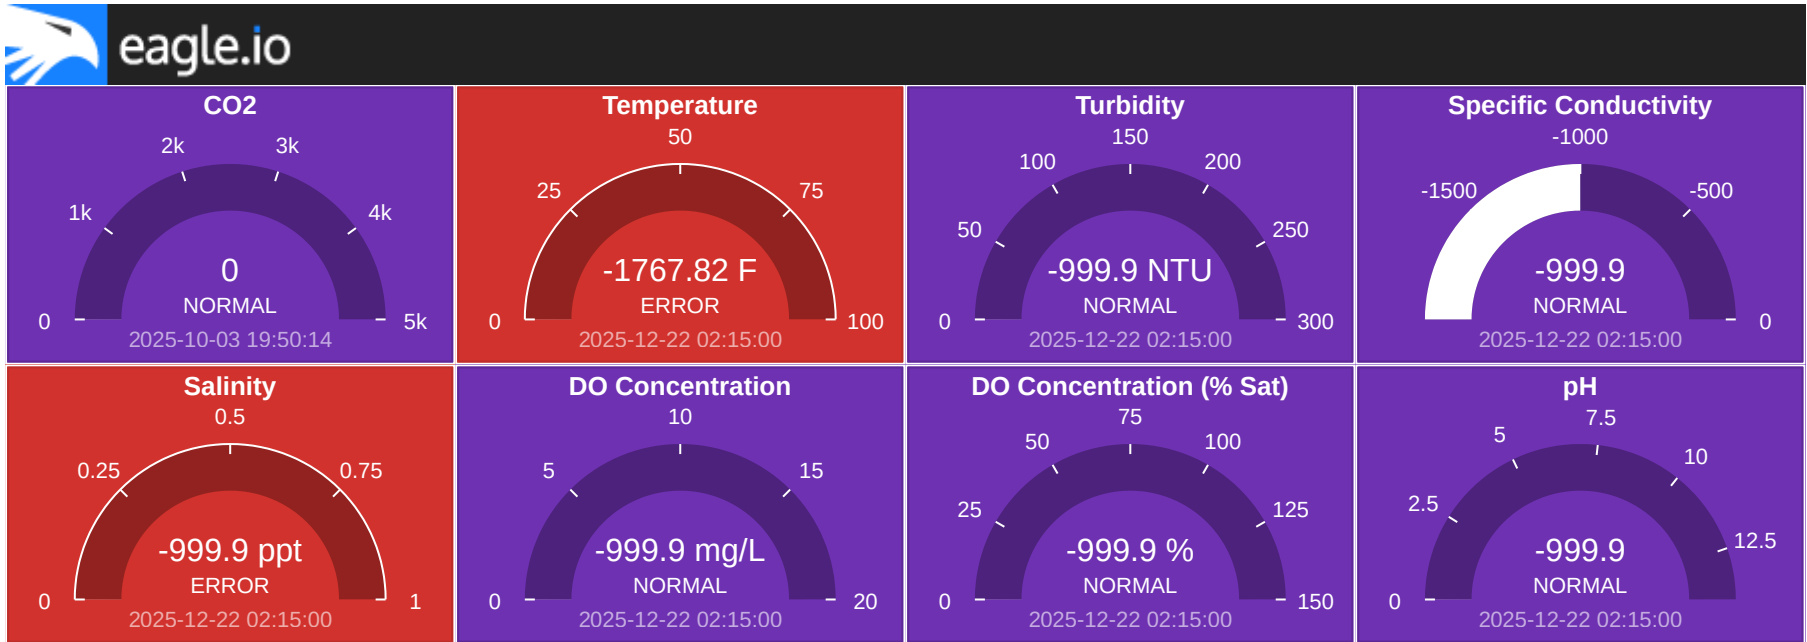 eagle.io
CO2
2k
3k
1k
4k
0
NORMAL
0
5k
2025-10-03 19:50:14
Temperature
50
25
75
-1767.82 F
ERROR
0
100
2025-12-22 02:15:00
Turbidity
150
100
200
50
250
-999.9 NTU
NORMAL
0
300
2025-12-22 02:15:00
Specific Conductivity
-1000
-1500
-500
-999.9
NORMAL
0
2025-12-22 02:15:00
Salinity
0.5
0.25
0.75
-999.9 ppt
ERROR
0
1
2025-12-22 02:15:00
DO Concentration
10
5
15
-999.9 mg/L
NORMAL
0
20
2025-12-22 02:15:00
DO Concentration (% Sat)
75
50
100
25
125
-999.9 %
NORMAL
0
150
2025-12-22 02:15:00
pH
7.5
5
10
2.5
12.5
-999.9
NORMAL
0
2025-12-22 02:15:00